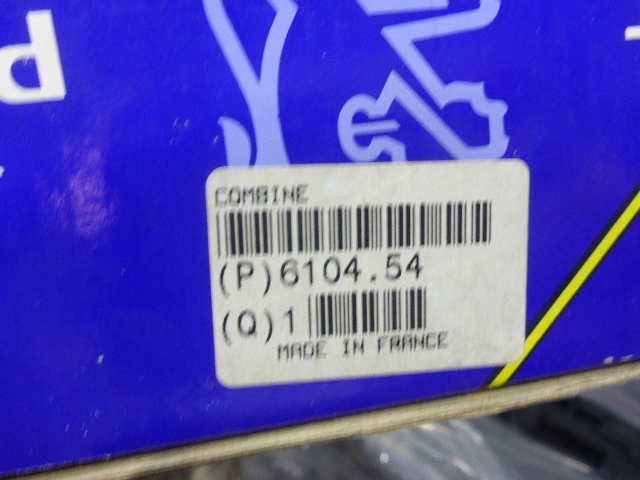 P
COMBINE
(P)6104.54
(Q)1
MADE IN FRANCE